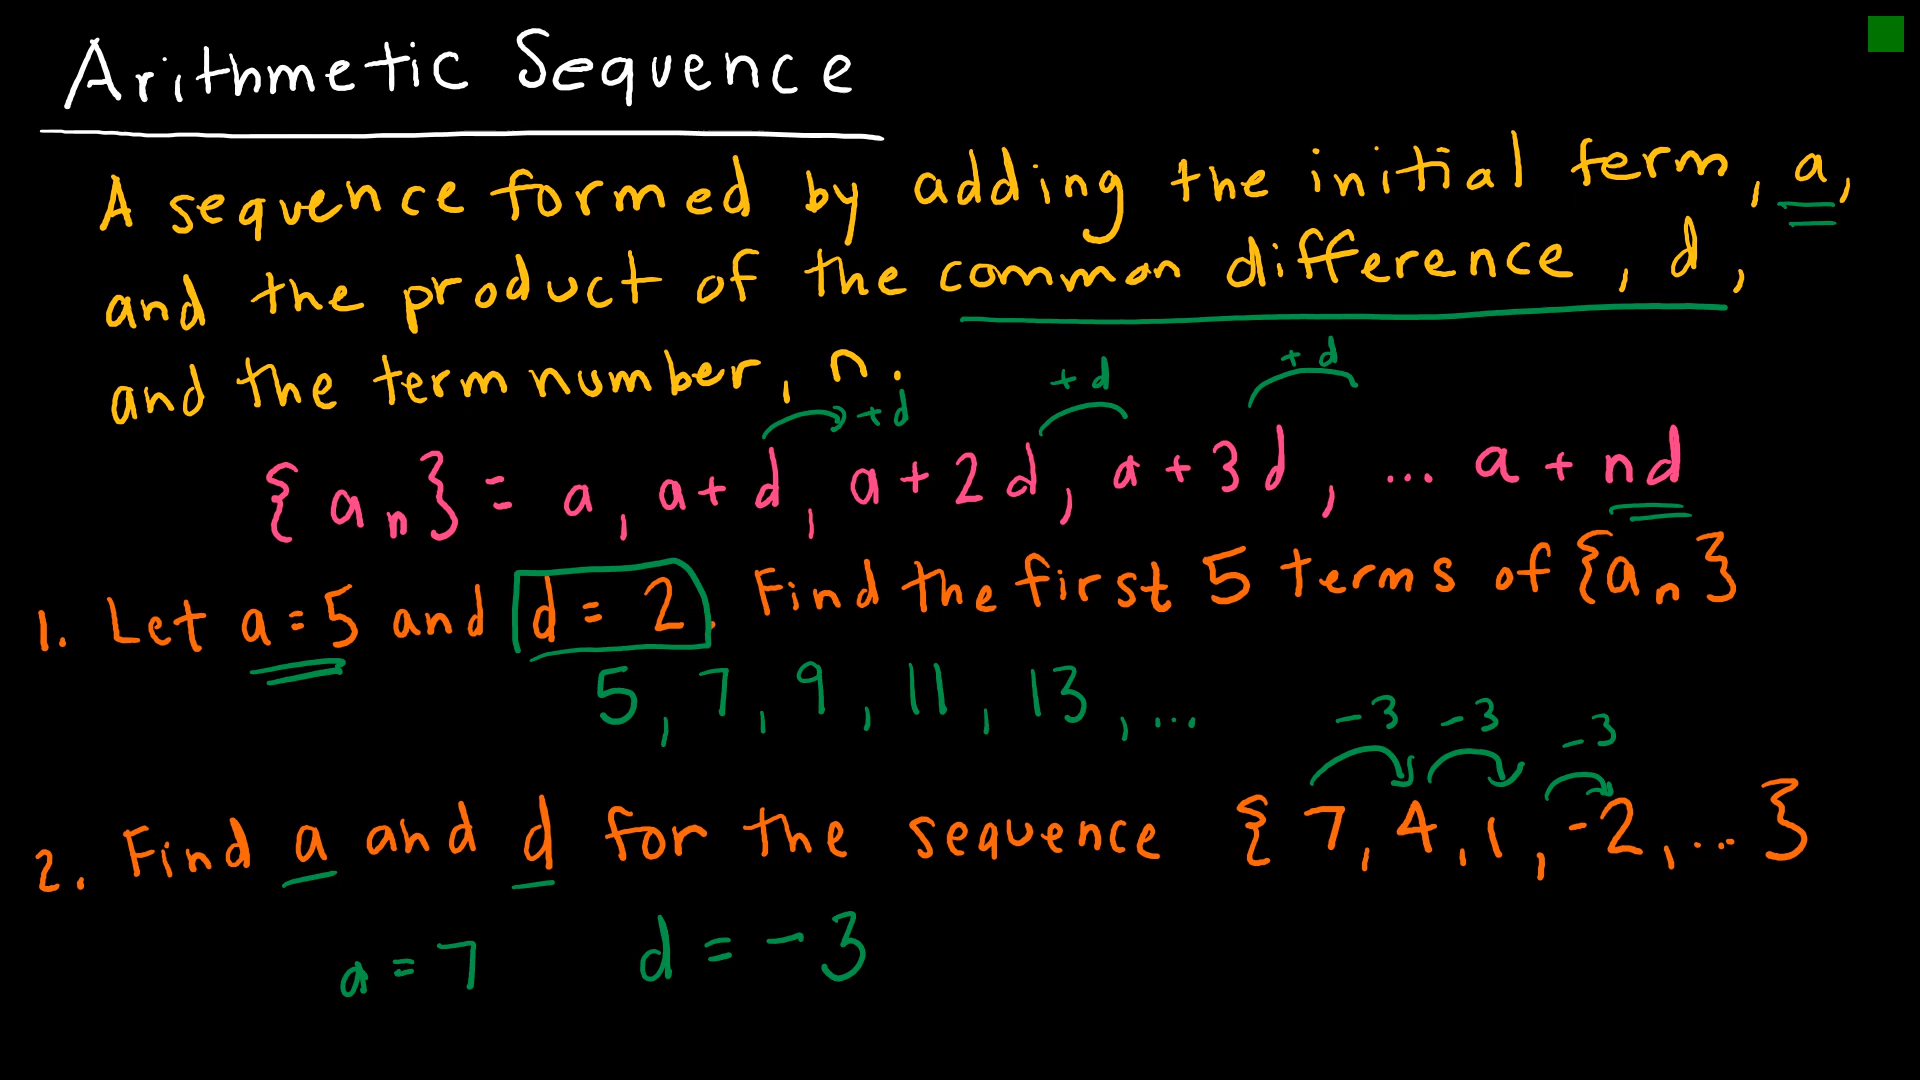 Arithmetic Sequence
A sequence formed by adding the initial term, a,
and the product of the common difference, d,
and the term number, n.
+d +d +d
{an} = a, a+d, a+2d, a+3d, ... a+nd
1. Let a=5 and d=2. Find the first 5 terms of {an}
5, 7, 9, 11, 13, ...
-3 -3 -3
2. Find a and d for the sequence {7, 4, 1, -2, ...}
a=7 d=-3